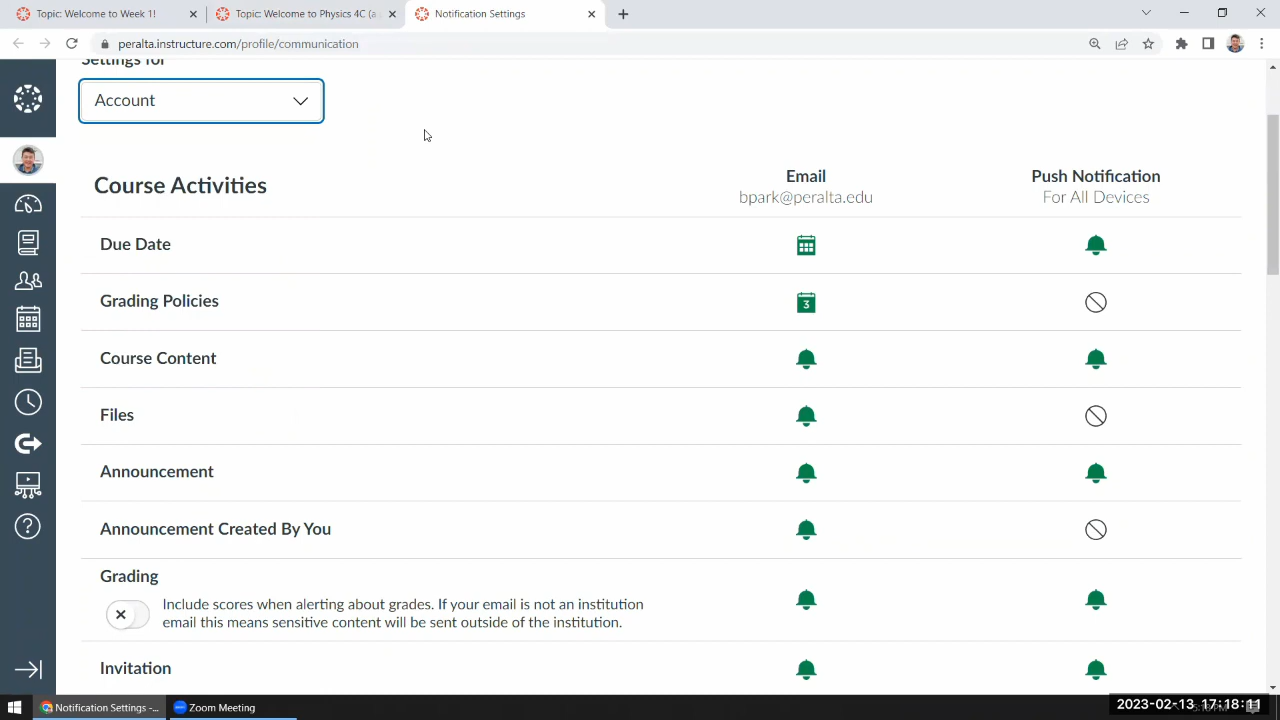 Topic: Welcome to Week 1!
Topic: Welcome to Physics 4C (a
Notification Settings
peralta.instructure.com/profile/communication
Settings for
Account
Course Activities
Email
bpark@peralta.edu
Push Notification
For All Devices
Due Date
Grading Policies
3
Course Content
Files
Announcement
Announcement Created By You
Grading
Include scores when alerting about grades. If your email is not an institution
email this means sensitive content will be sent outside of the institution.
Invitation
Notification Settings -...
Zoom Meeting
2023-02-13 17:18:11